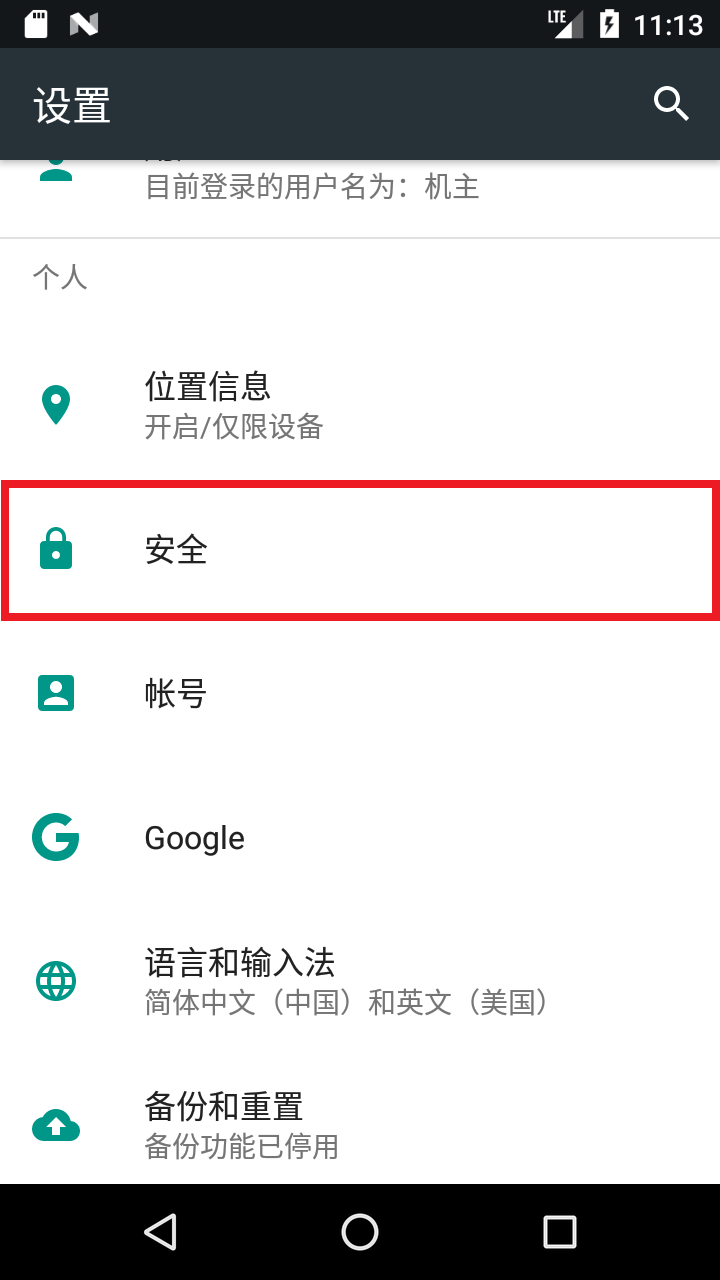 LTE 11:13
设置
目前登录的用户名为：机主
个人
位置信息
开启/仅限设备
安全
帐号
Google
语言和输入法
简体中文（中国）和英文（美国）
备份和重置
备份功能已停用